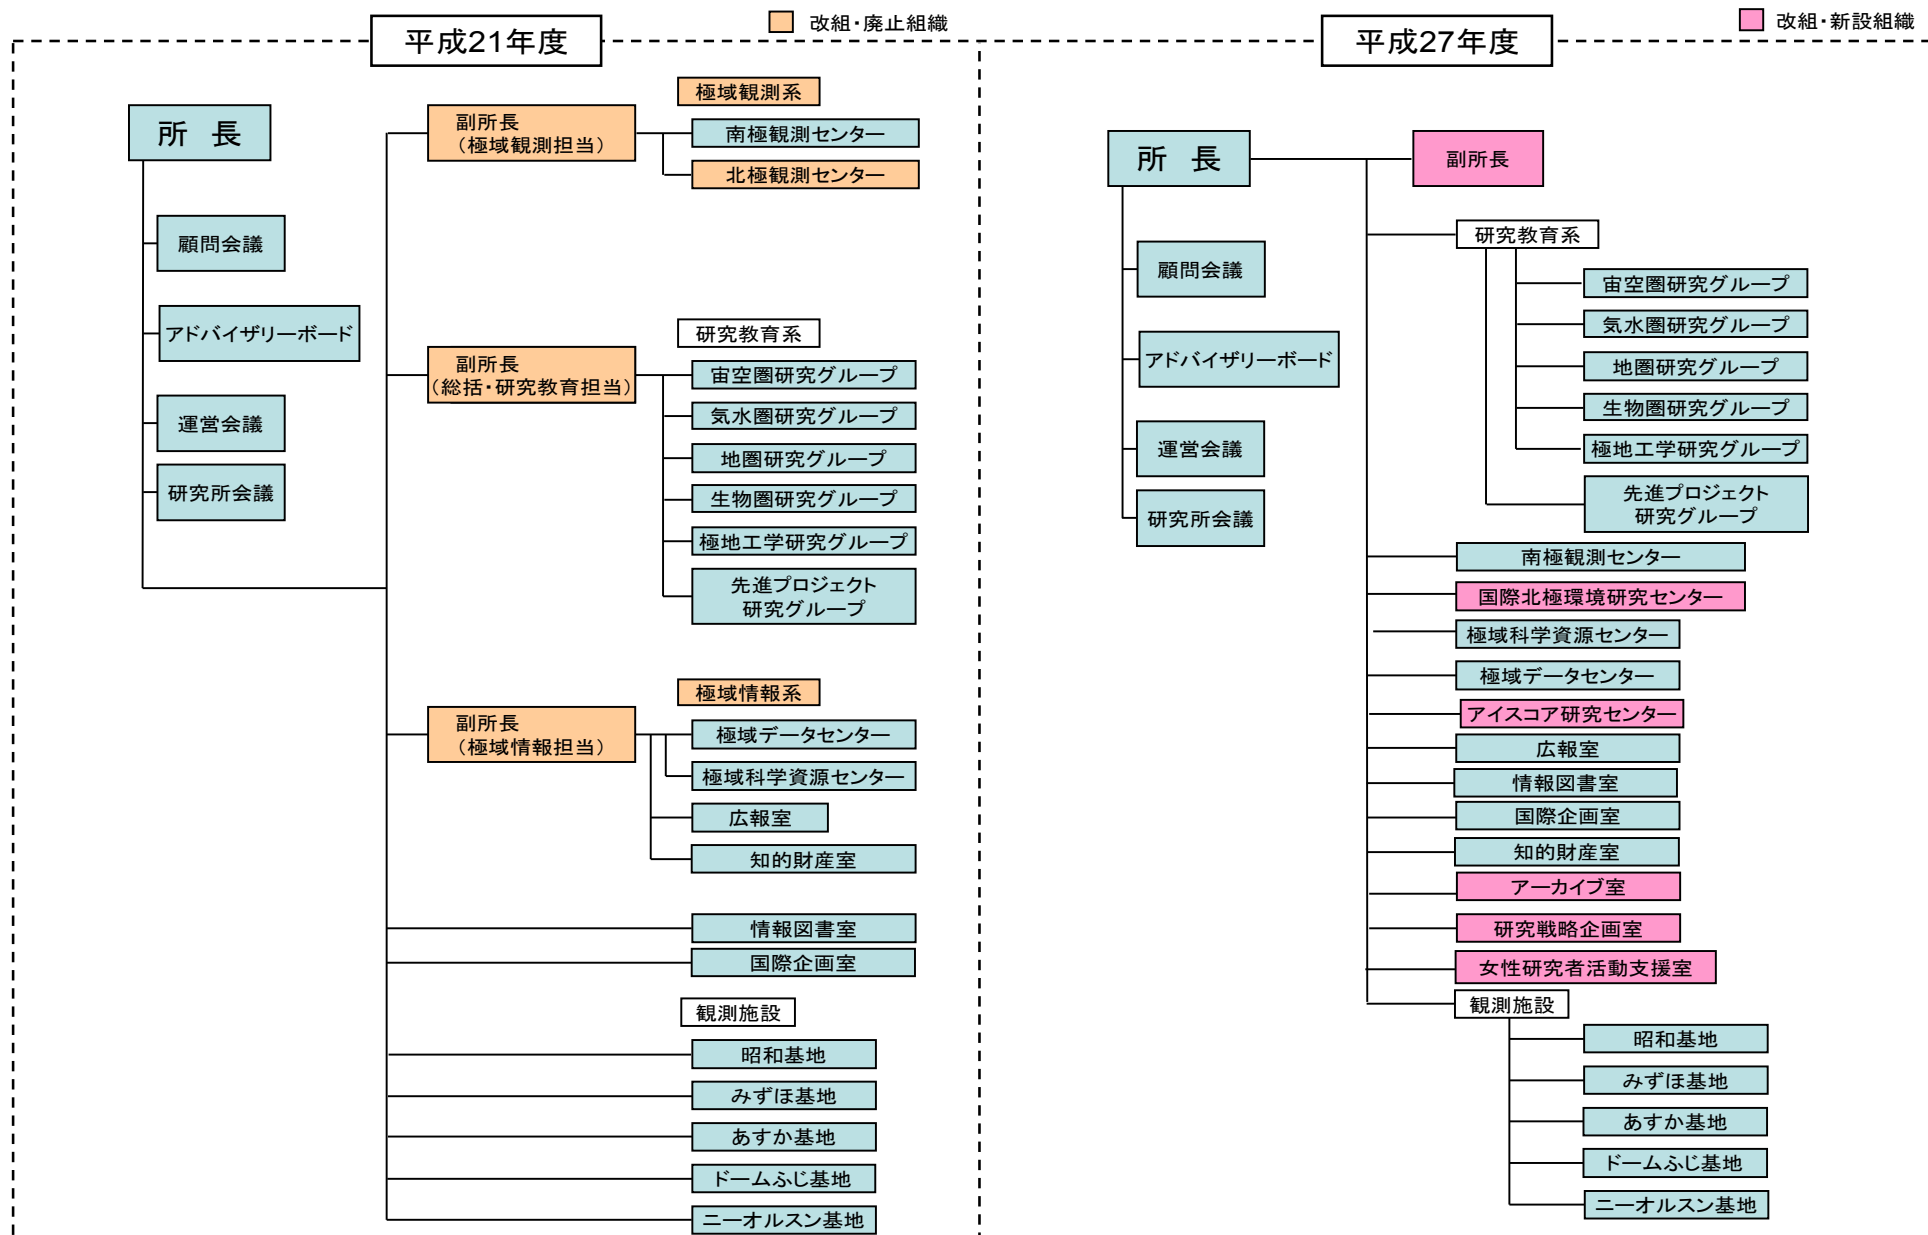 平成21年度
改組・廃止組織
所　長
顧問会議
アドバイザリーボード
運営会議
研究所会議
副所長
（極域観測担当）
極域観測系
南極観測センター
北極観測センター
副所長
（総括・研究教育担当）
研究教育系
宙空圏研究グループ
気水圏研究グループ
地圏研究グループ
生物圏研究グループ
極地工学研究グループ
先進プロジェクト
研究グループ
副所長
（極域情報担当）
極域情報系
極域データセンター
極域科学資源センター
広報室
知的財産室
情報図書室
国際企画室
観測施設
昭和基地
みずほ基地
あすか基地
ドームふじ基地
ニーオルスン基地
平成27年度
改組・新設組織
所　長
顧問会議
アドバイザリーボード
運営会議
研究所会議
副所長
研究教育系
宙空圏研究グループ
気水圏研究グループ
地圏研究グループ
生物圏研究グループ
極地工学研究グループ
先進プロジェクト
研究グループ
南極観測センター
国際北極環境研究センター
極域科学資源センター
極域データセンター
アイスコア研究センター
広報室
情報図書室
国際企画室
知的財産室
アーカイブ室
研究戦略企画室
女性研究者活動支援室
観測施設
昭和基地
みずほ基地
あすか基地
ドームふじ基地
ニーオルスン基地